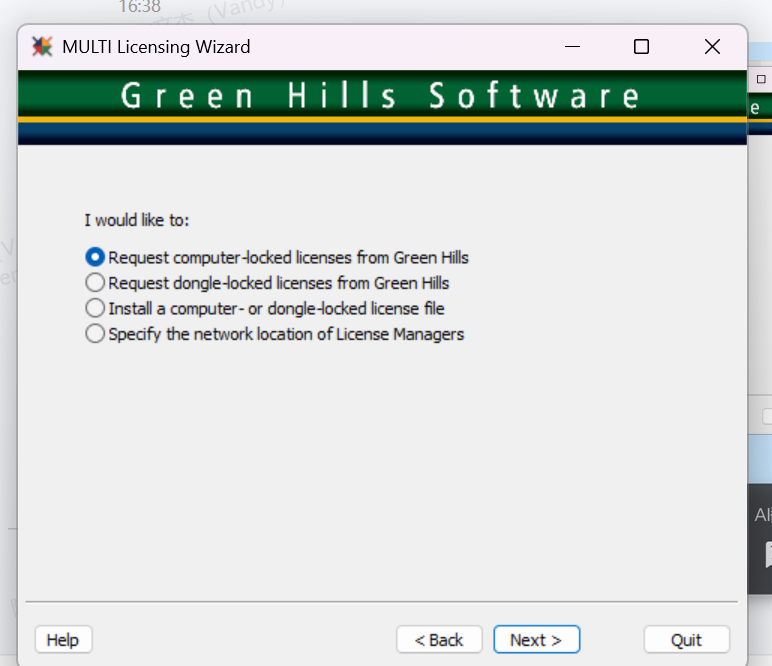 16:38
(Vandy)
MULTI Licensing Wizard
Green Hills Software
e
I would like to:
Request computer-locked licenses from Green Hills
Request dongle-locked licenses from Green Hills
Install a computer- or dongle-locked license file
Specify the network location of License Managers
Help
< Back
Next >
Quit